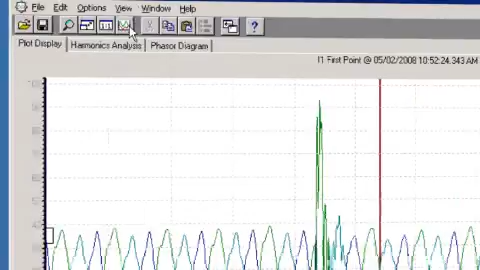 File Edit Options View Window Help
Plot Display Harmonics Analysis Phasor Diagram
I1 First Point @ 05/02/2008 10:52:24.343 AM